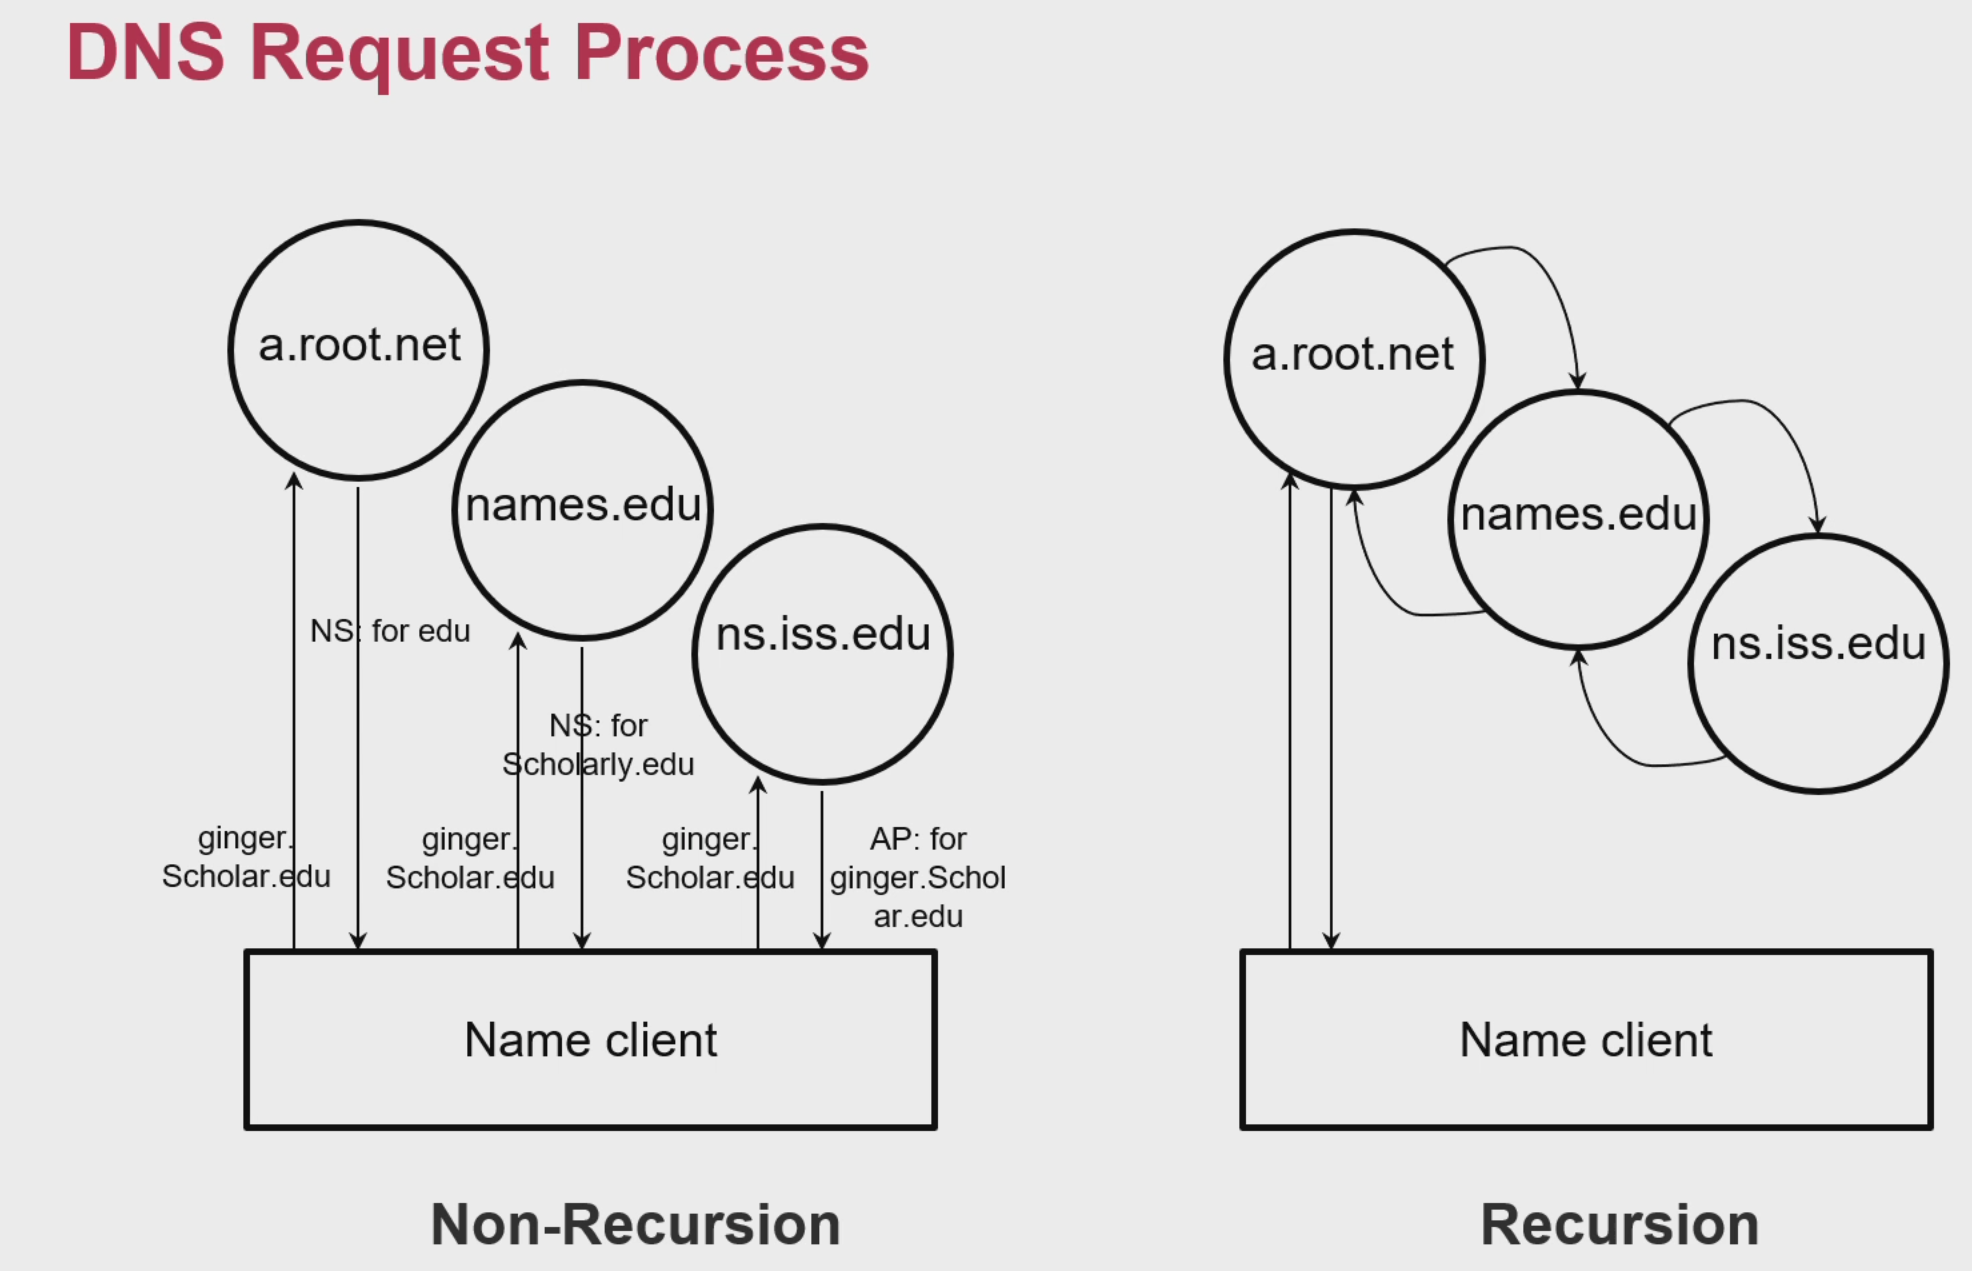 DNS Request Process
a.root.net
names.edu
ns.iss.edu
NS: for edu
NS: for
Scholarly.edu
ginger.
Scholar.edu
ginger.
Scholar.edu
ginger.
Scholar.edu
AP: for
ginger.Schol
ar.edu
Name client
Non-Recursion
a.root.net
names.edu
ns.iss.edu
Name client
Recursion